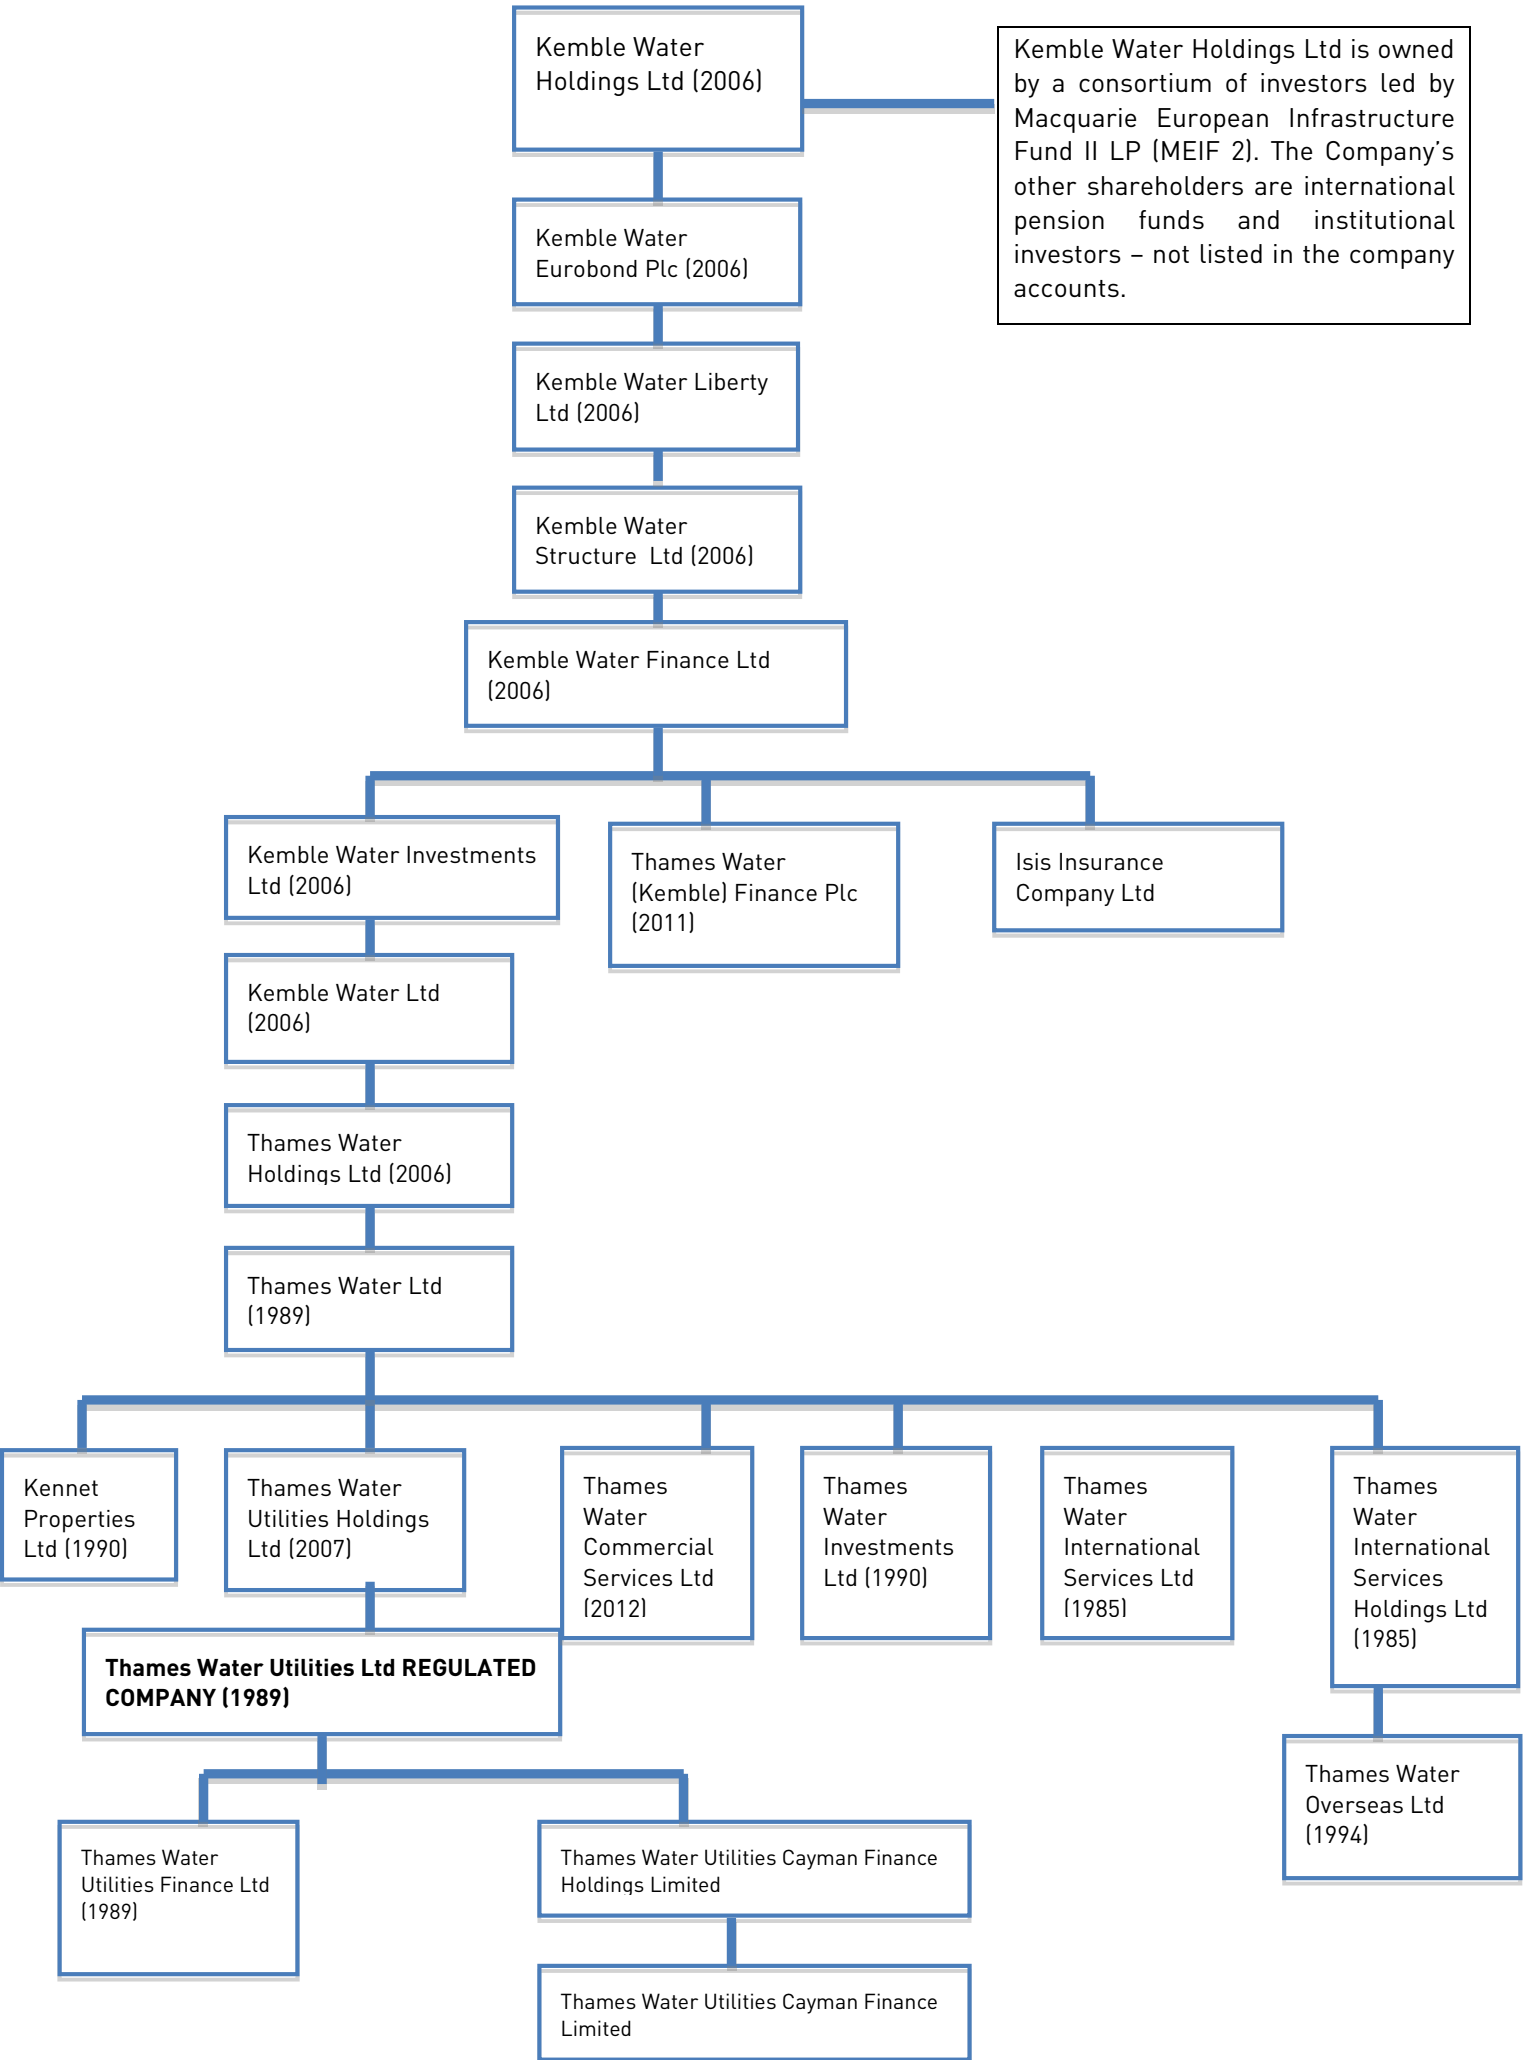 Kemble Water
Holdings Ltd (2006)
Kemble Water Holdings Ltd is owned
by a consortium of investors led by
Macquarie European Infrastructure
Fund II LP (MEIF 2). The Company’s
other shareholders are international
pension funds and institutional
investors – not listed in the company
accounts.
Kemble Water
Eurobond Plc (2006)
Kemble Water Liberty
Ltd (2006)
Kemble Water
Structure Ltd (2006)
Kemble Water Finance Ltd
(2006)
Kemble Water Investments
Ltd (2006)
Thames Water
(Kemble) Finance Plc
(2011)
Isis Insurance
Company Ltd
Kemble Water Ltd
(2006)
Thames Water
Holdings Ltd (2006)
Thames Water Ltd
(1989)
Kennet
Properties
Ltd (1990)
Thames Water
Utilities Holdings
Ltd (2007)
Thames
Water
Commercial
Services Ltd
(2012)
Thames
Water
Investments
Ltd (1990)
Thames
Water
International
Services Ltd
(1985)
Thames
Water
International
Services
Holdings Ltd
(1985)
Thames Water Utilities Ltd REGULATED
COMPANY (1989)
Thames Water
Overseas Ltd
(1994)
Thames Water
Utilities Finance Ltd
(1989)
Thames Water Utilities Cayman Finance
Holdings Limited
Thames Water Utilities Cayman Finance
Limited